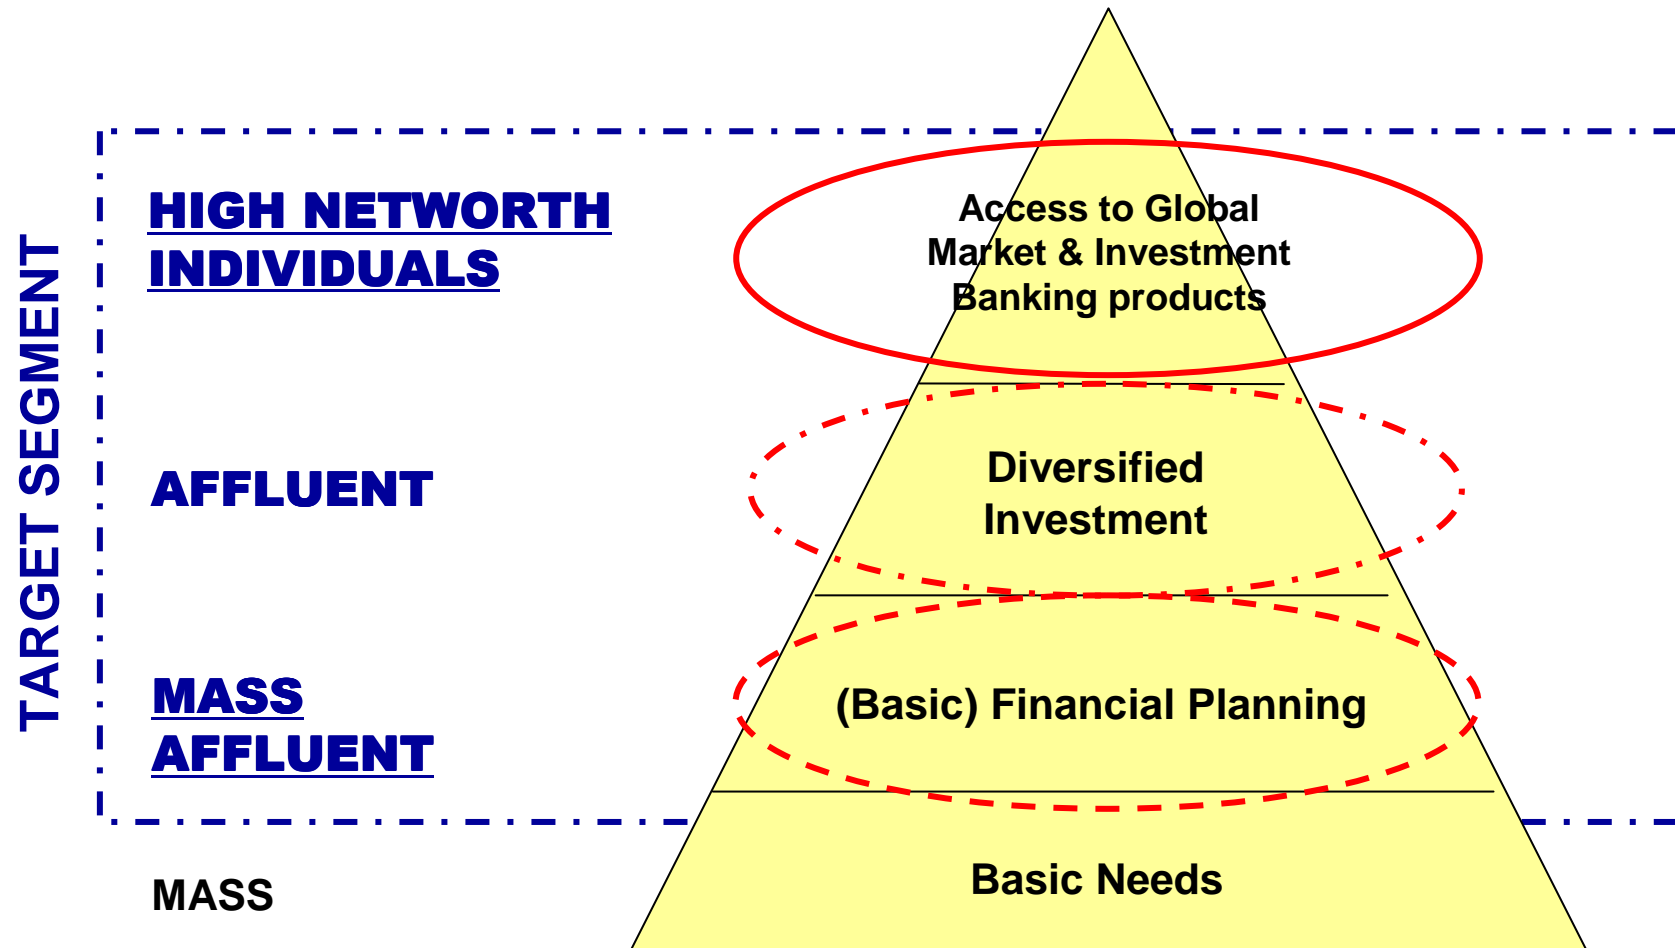 TARGET SEGMENT
HIGH NETWORTH
INDIVIDUALS
Access to Global
Market & Investment
Banking products
AFFLUENT
Diversified
Investment
MASS
AFFLUENT
(Basic) Financial Planning
MASS
Basic Needs